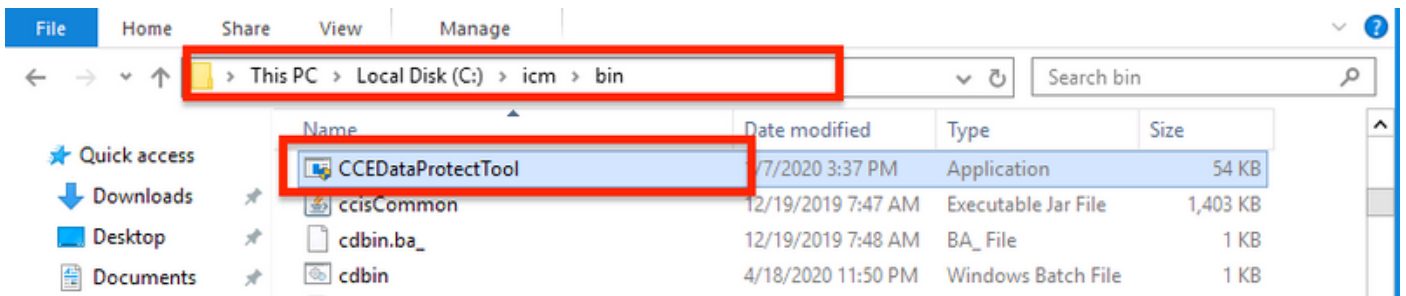 File Home Share View Manage
This PC > Local Disk (C:) > icm > bin Search bin
Name Date modified Type Size
Quick access
CCEDataProtectTool /7/2020 3:37 PM Application 54 KB
Downloads ccisCommon 12/19/2019 7:47 AM Executable Jar File 1,403 KB
Desktop cdbin.ba_ 12/19/2019 7:48 AM BA_ File 1 KB
Documents cdbin 4/18/2020 11:50 PM Windows Batch File 1 KB